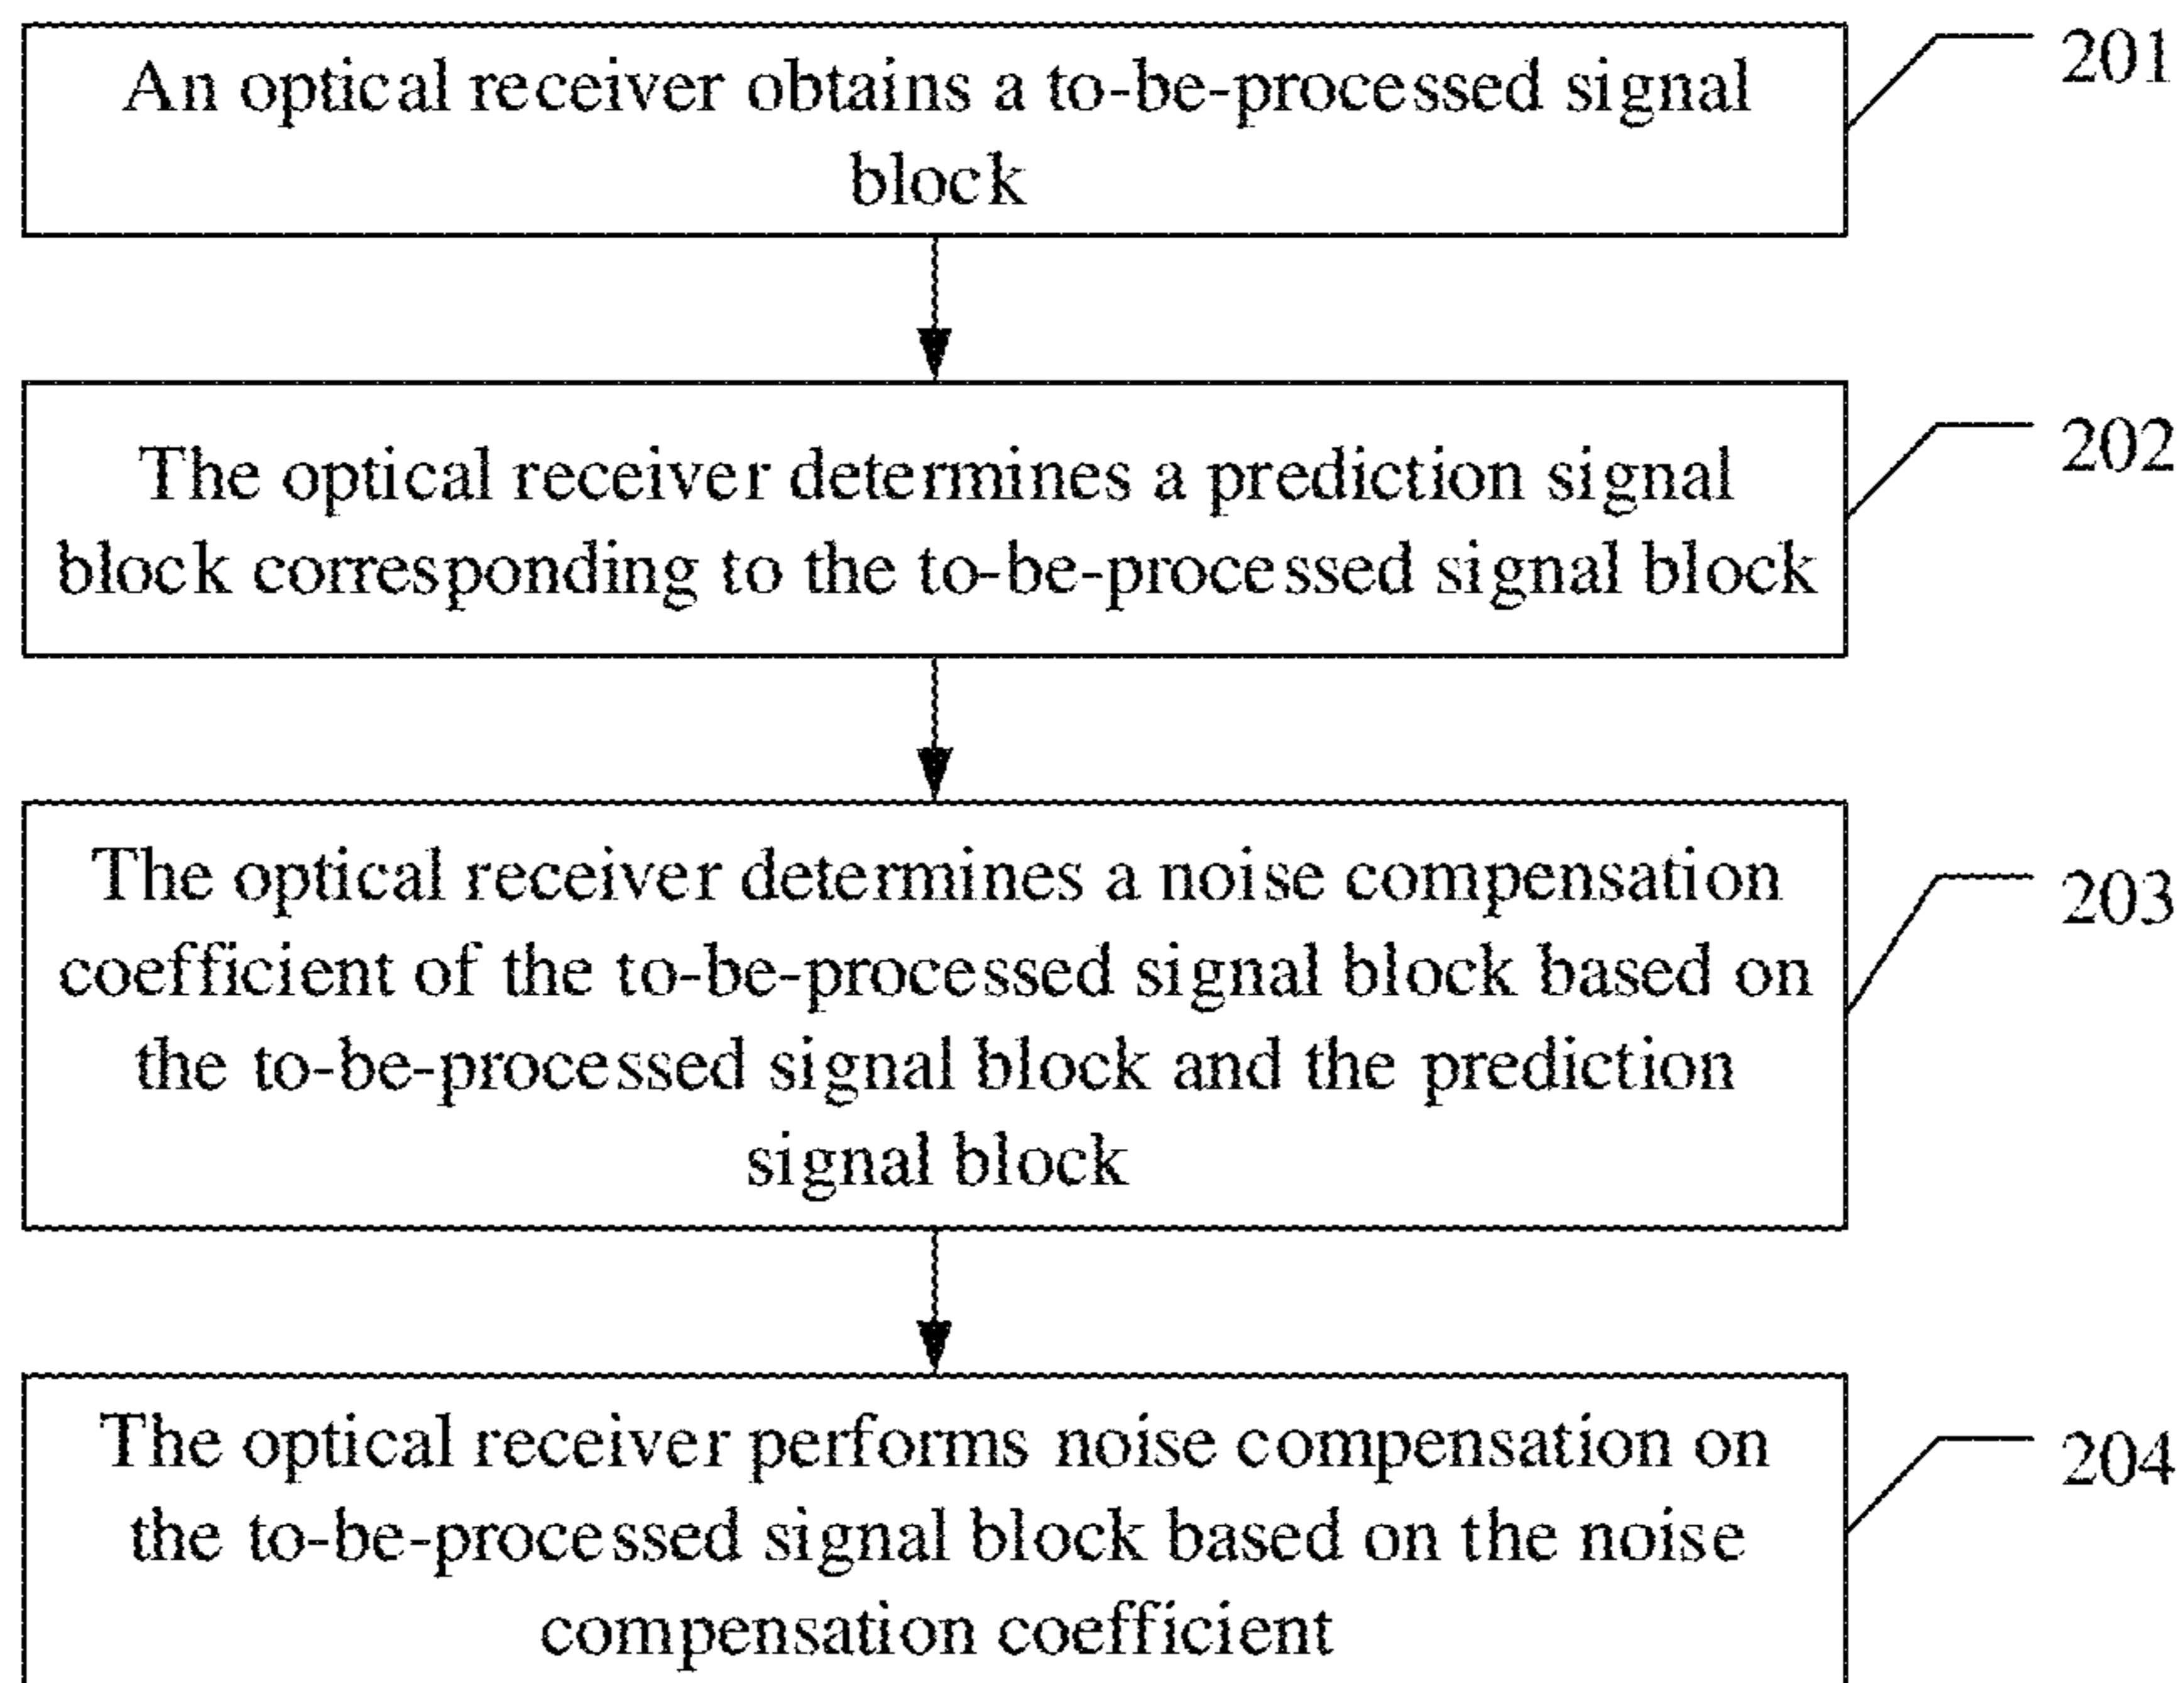 An optical receiver obtains a to-be-processed signal
block
201
The optical receiver determines a prediction signal
block corresponding to the to-be-processed signal block
202
The optical receiver determines a noise compensation
coefficient of the to-be-processed signal block based on
the to-be-processed signal block and the prediction
signal block
203
The optical receiver performs noise compensation on
the to-be-processed signal block based on the noise
compensation coefficient
204